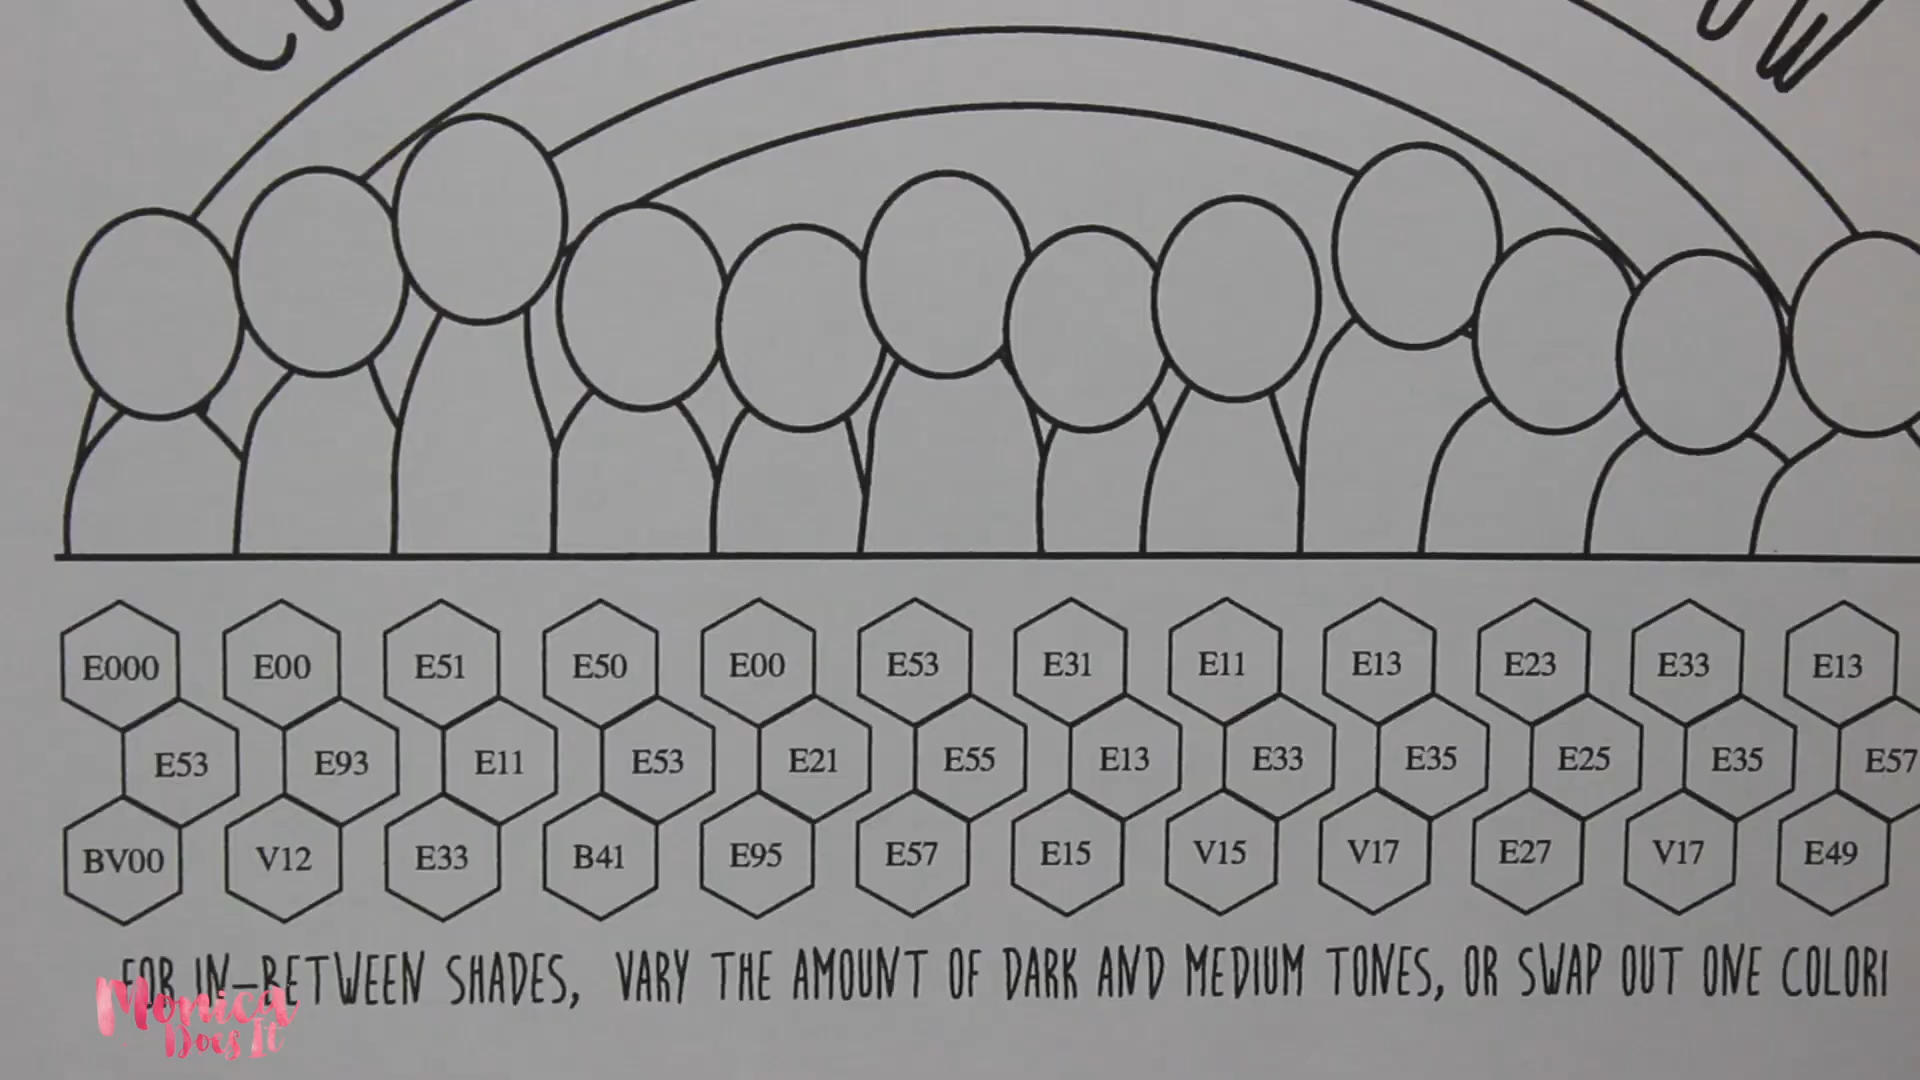 E000 E00 E51 E50 E00 E53 E31 E11 E13 E23 E33 E13
E53 E93 E11 E53 E21 E55 E13 E33 E35 E25 E35 E57
BV00 V12 E33 B41 E95 E57 E15 V15 V17 E27 V17 E49
FOR IN-BETWEEN SHADES, VARY THE AMOUNT OF DARK AND MEDIUM TONES, OR SWAP OUT ONE COLORI
Monica
Does It